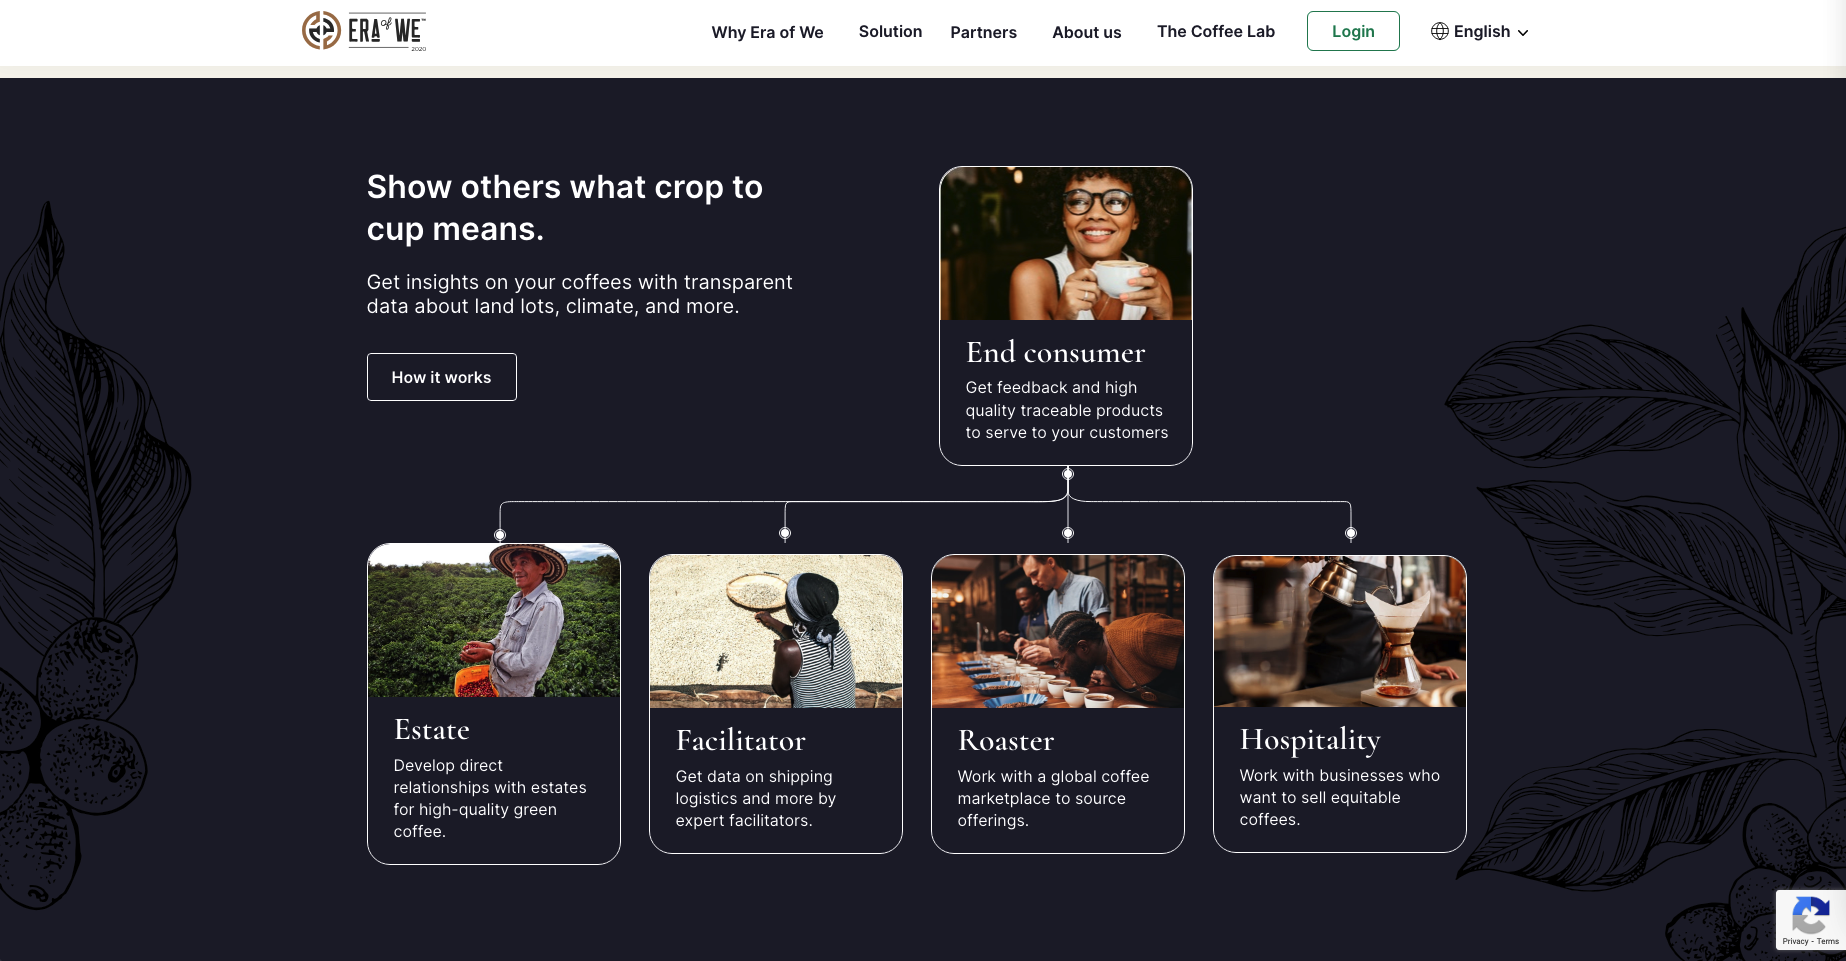 ERA of WE™
2020
Why Era of We
Solution
Partners
About us
The Coffee Lab
Login
English
Show others what crop to
cup means.
Get insights on your coffees with transparent
data about land lots, climate, and more.
How it works
End consumer
Get feedback and high
quality traceable products
to serve to your customers
Estate
Develop direct
relationships with estates
for high-quality green
coffee.
Facilitator
Get data on shipping
logistics and more by
expert facilitators.
Roaster
Work with a global coffee
marketplace to source
offerings.
Hospitality
Work with businesses who
want to sell equitable
coffees.
Privacy - Terms